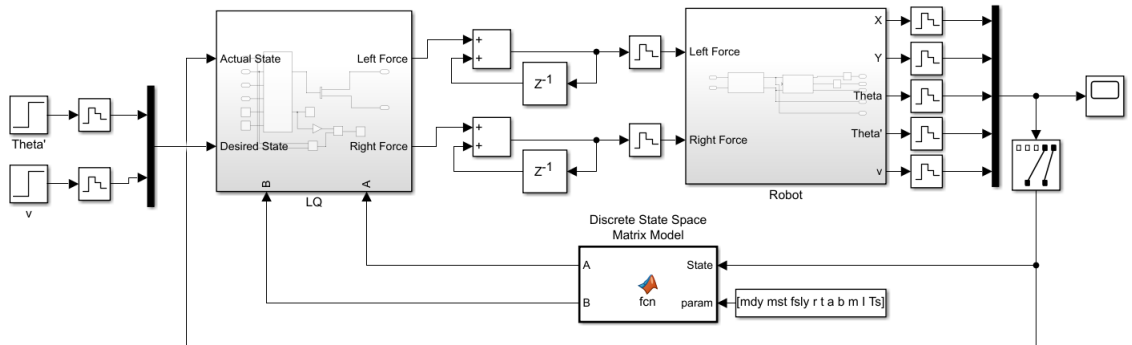 Theta'
v
Actual State
Desired State
Left Force
Right Force
B
A
LQ
+
+
Z-1
+
+
Z-1
Left Force
Right Force
X
Y
Theta
Theta'
v
Robot
Discrete State Space
Matrix Model
A
B
State
param
fcn
[mdy mst fsly r t a b m I Ts]